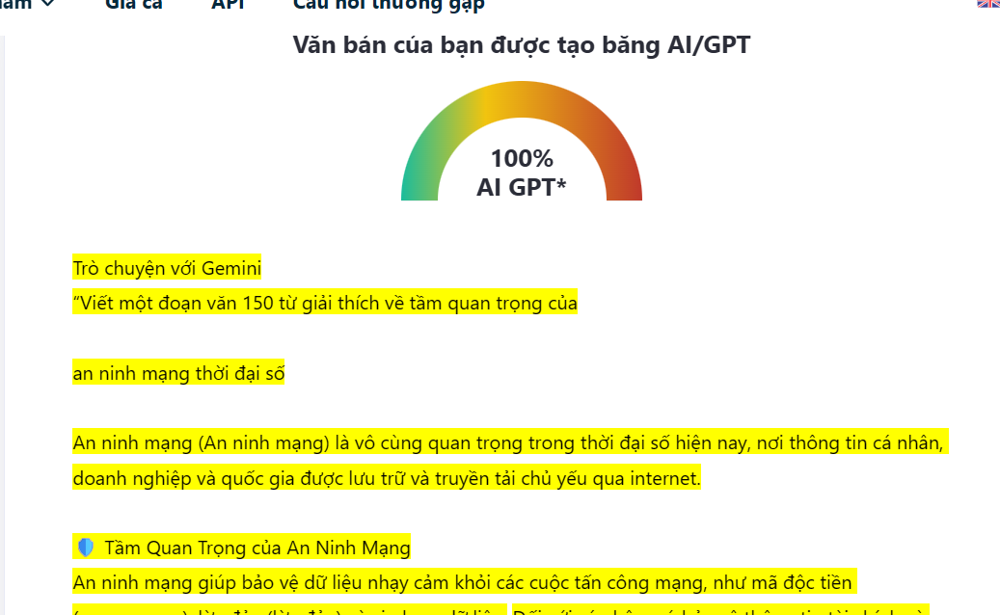 Giá cả API Câu hỏi thường gặp
Văn bản của bạn được tạo bằng AI/GPT
100%
AI GPT*
Trò chuyện với Gemini
“Viết một đoạn văn 150 từ giải thích về tầm quan trọng của
an ninh mạng thời đại số
An ninh mạng (An ninh mạng) là vô cùng quan trọng trong thời đại số hiện nay, nơi thông tin cá nhân,
doanh nghiệp và quốc gia được lưu trữ và truyền tải chủ yếu qua internet.
🛡️ Tầm Quan Trọng của An Ninh Mạng
An ninh mạng giúp bảo vệ dữ liệu nhạy cảm khỏi các cuộc tấn công mạng, như mã độc tiền